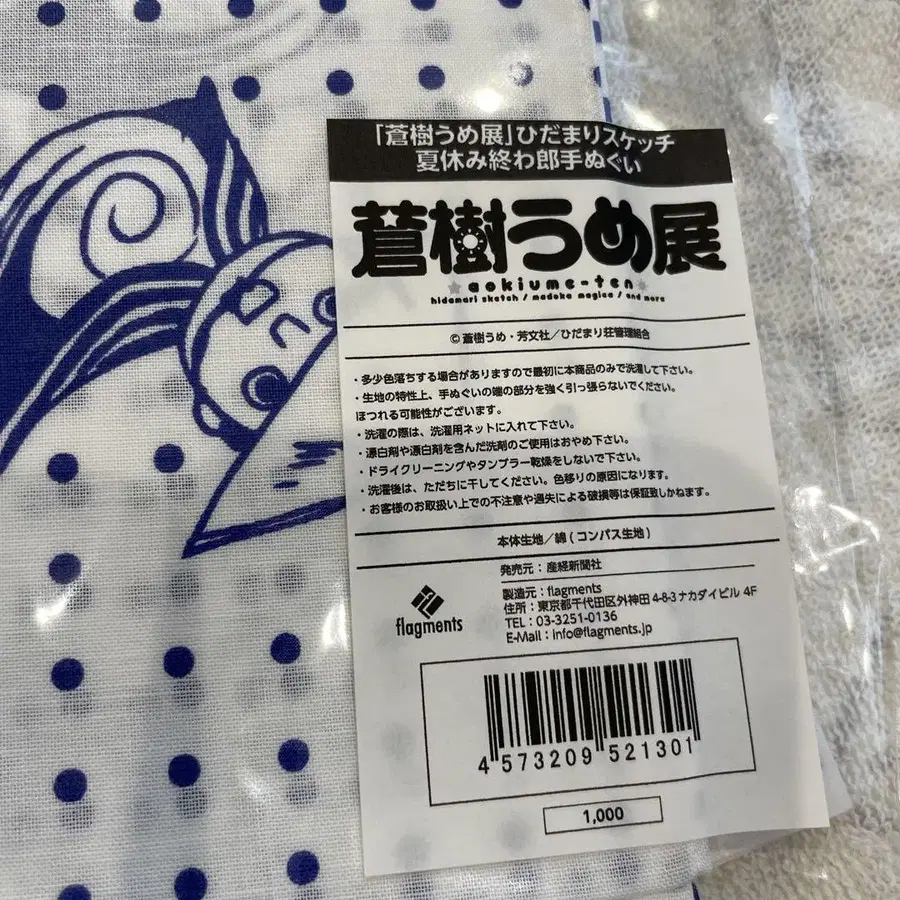 「蒼樹うめ展」ひだまりスケッチ
夏休み終わ郎手ぬぐい
蒼樹うめ展
aokiume-ten
hidamari sketch / madoka magica / and more
©蒼樹うめ・芳文社／ひだまり荘管理組合
・多少色落ちする場合がありますので最初に本商品のみで洗濯して下さい。
・生地の特性上、手ぬぐいの端の部分を強く引っ張らないでください。
ほつれる可能性がございます。
・洗濯の際は、洗濯用ネットに入れて下さい。
・漂白剤や漂白剤を含んだ洗剤のご使用はおやめ下さい。
・ドライクリーニングやタンブラー乾燥をしないで下さい。
・洗濯後は、ただちに干してください。色移りの原因になります。
・お客様のお取扱い上での不注意や過失による破損等は保証致しかねます。
本体生地／綿(コンパス生地)
発売元：産経新聞社
製造元：flagments
住所：東京都千代田区外神田 4-8-3 ナカダイビル 4F
TEL：03-3251-0136
E-Mail：info@flagments.jp
flagments
4 573209 521301
1,000